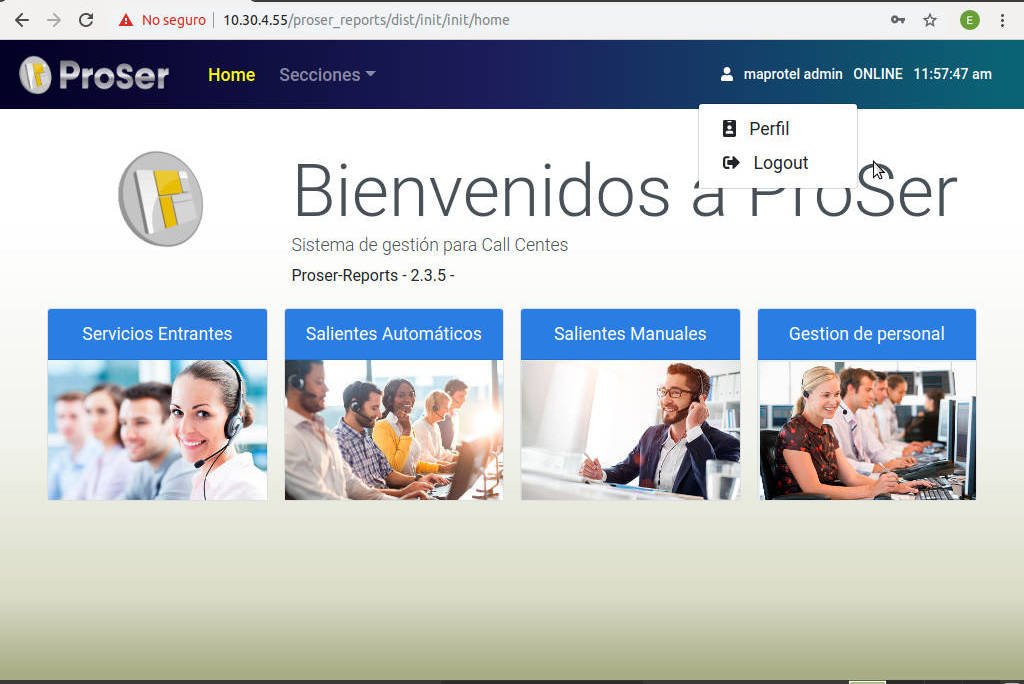 No seguro
10.30.4.55/proser_reports/dist/init/init/home
E
ProSer
Home
Secciones
maprotel admin ONLINE 11:57:47 am
Perfil
Logout
Bienvenidos a ProSer
Sistema de gestión para Call Centes
Proser-Reports - 2.3.5 -
Servicios Entrantes
Salientes Automáticos
Salientes Manuales
Gestion de personal